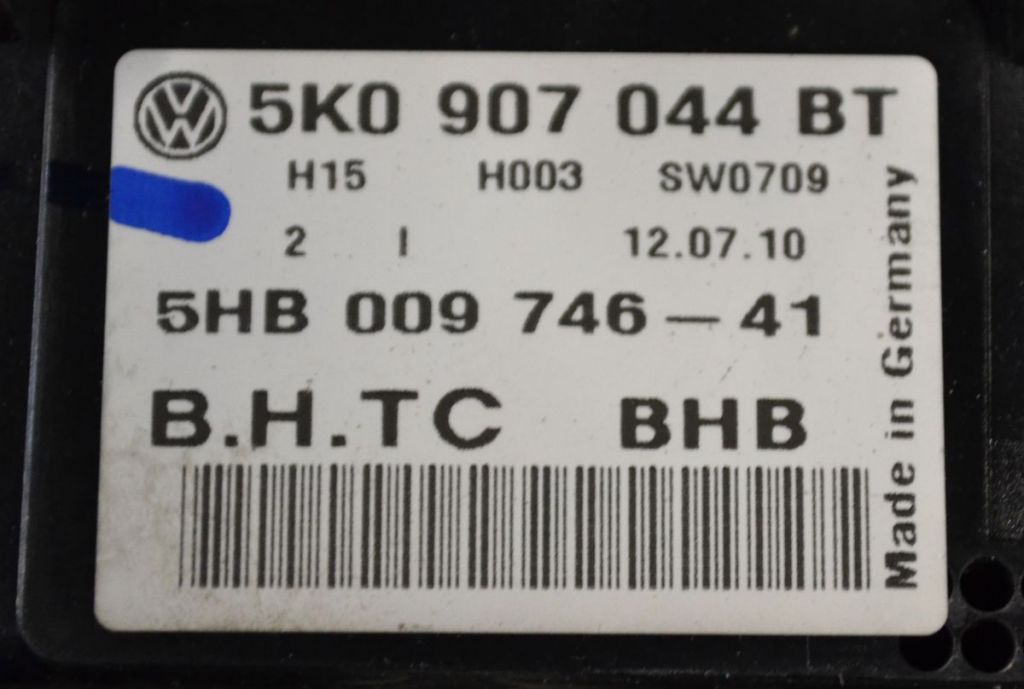 5K0 907 044 BT
H15 H003 SW0709
2 I 12.07.10
5HB 009 746-41
B.H.TC BHB
Made in Germany